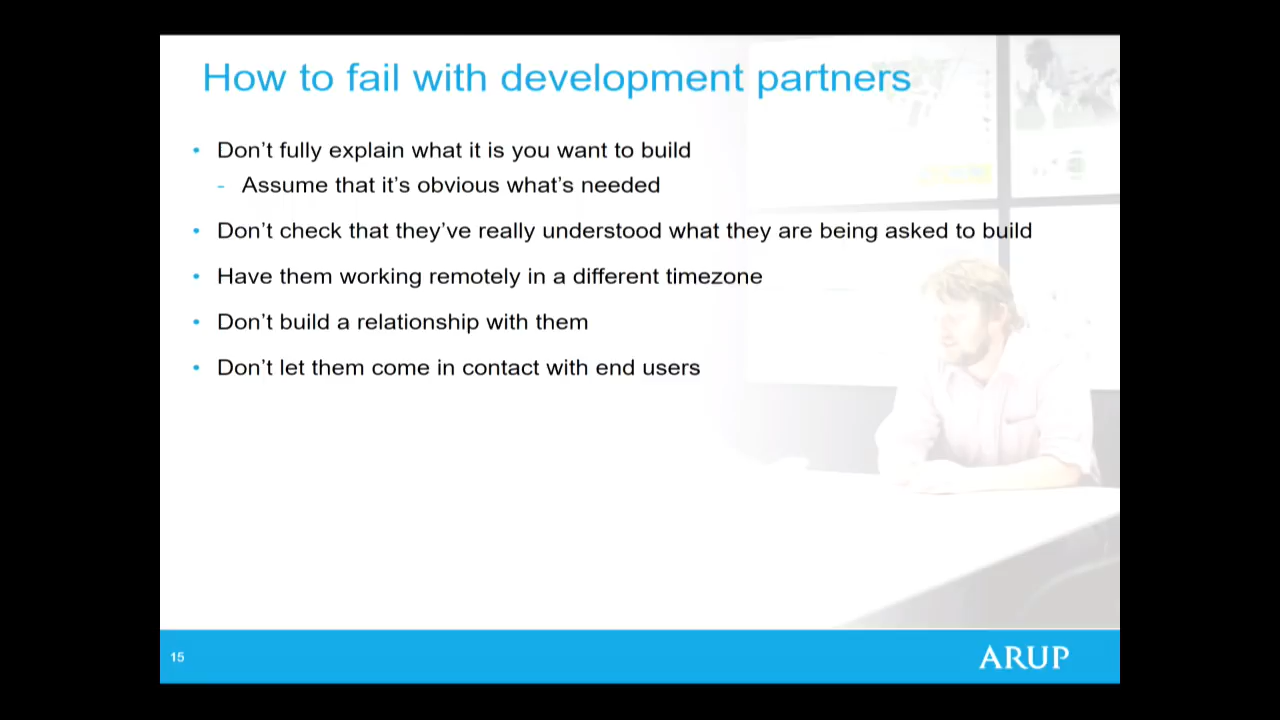 How to fail with development partners
• Don't fully explain what it is you want to build
- Assume that it's obvious what's needed
• Don't check that they've really understood what they are being asked to build
• Have them working remotely in a different timezone
• Don't build a relationship with them
• Don't let them come in contact with end users
15
ARUP